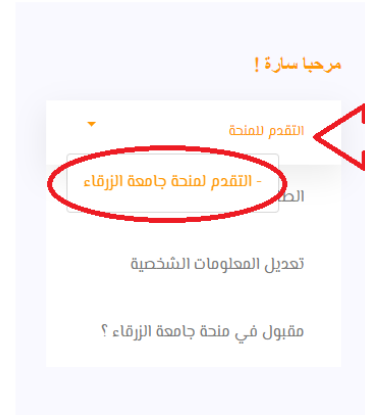 مرحبا سارة !
التقدم للمنحة
- التقدم لمنحة جامعة الزرقاء
تعديل المعلومات الشخصية
مقبول في منحة جامعة الزرقاء ؟